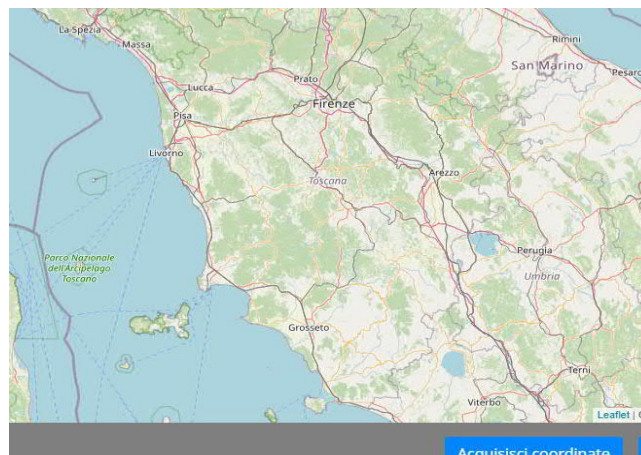 La Spezia
Massa
Rimini
San Marino
Pesaro
Prato
Lucca
Firenze
Pisa
Livorno
Arezzo
Toscana
Parco Nazionale
dell'Arcipelago
Toscano
Perugia
Umbria
Grosseto
Terni
Viterbo
Leaflet |
Acquisisci coordinate